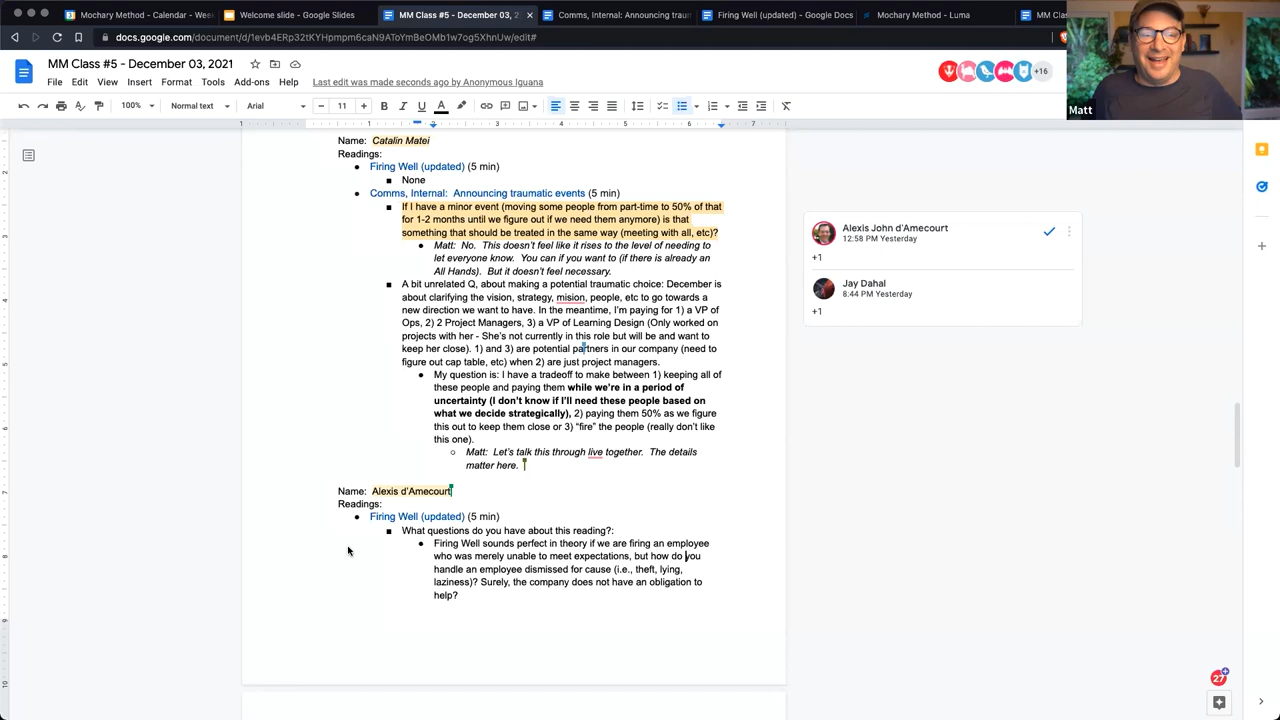 Mochary Method - Calendar - Wee
Welcome slide - Google Slides
MM Class #5 - December 03, 2
Comms, Internal: Announcing traum
Firing Well (updated) - Google Docs
Mochary Method - Luma
MM Clas
docs.google.com/document/d/1evb4ERp32tKYHpmpm6caN9AToYmBeOMb1w7og5XhnUw/edit#
MM Class #5 - December 03, 2021
File Edit View Insert Format Tools Add-ons Help Last edit was made seconds ago by Anonymous Iguana
+16
Matt
100% Normal text Arial 11
1 1 2 3 4 5 6 7
Name: Catalin Matei
Readings:
Firing Well (updated) (5 min)
None
Comms, Internal: Announcing traumatic events (5 min)
If I have a minor event (moving some people from part-time to 50% of that
for 1-2 months until we figure out if we need them anymore) is that
something that should be treated in the same way (meeting with all, etc)?
Matt: No. This doesn't feel like it rises to the level of needing to
let everyone know. You can if you want to (if there is already an
All Hands). But it doesn't feel necessary.
A bit unrelated Q, about making a potential traumatic choice: December is
about clarifying the vision, strategy, mision, people, etc to go towards a
new direction we want to have. In the meantime, I'm paying for 1) a VP of
Ops, 2) 2 Project Managers, 3) a VP of Learning Design (Only worked on
projects with her - She's not currently in this role but will be and want to
keep her close). 1) and 3) are potential partners in our company (need to
figure out cap table, etc) when 2) are just project managers.
My question is: I have a tradeoff to make between 1) keeping all of
these people and paying them while we're in a period of
uncertainty (I don't know if I'll need these people based on
what we decide strategically), 2) paying them 50% as we figure
this out to keep them close or 3) "fire" the people (really don't like
this one).
Matt: Let's talk this through live together. The details
matter here.
Name: Alexis d'Amecourt
Readings:
Firing Well (updated) (5 min)
What questions do you have about this reading?:
Firing Well sounds perfect in theory if we are firing an employee
who was merely unable to meet expectations, but how do you
handle an employee dismissed for cause (i.e., theft, lying,
laziness)? Surely, the company does not have an obligation to
help?
Alexis John d'Amecourt
12:58 PM Yesterday
+1
Jay Dahal
8:44 PM Yesterday
+1
27